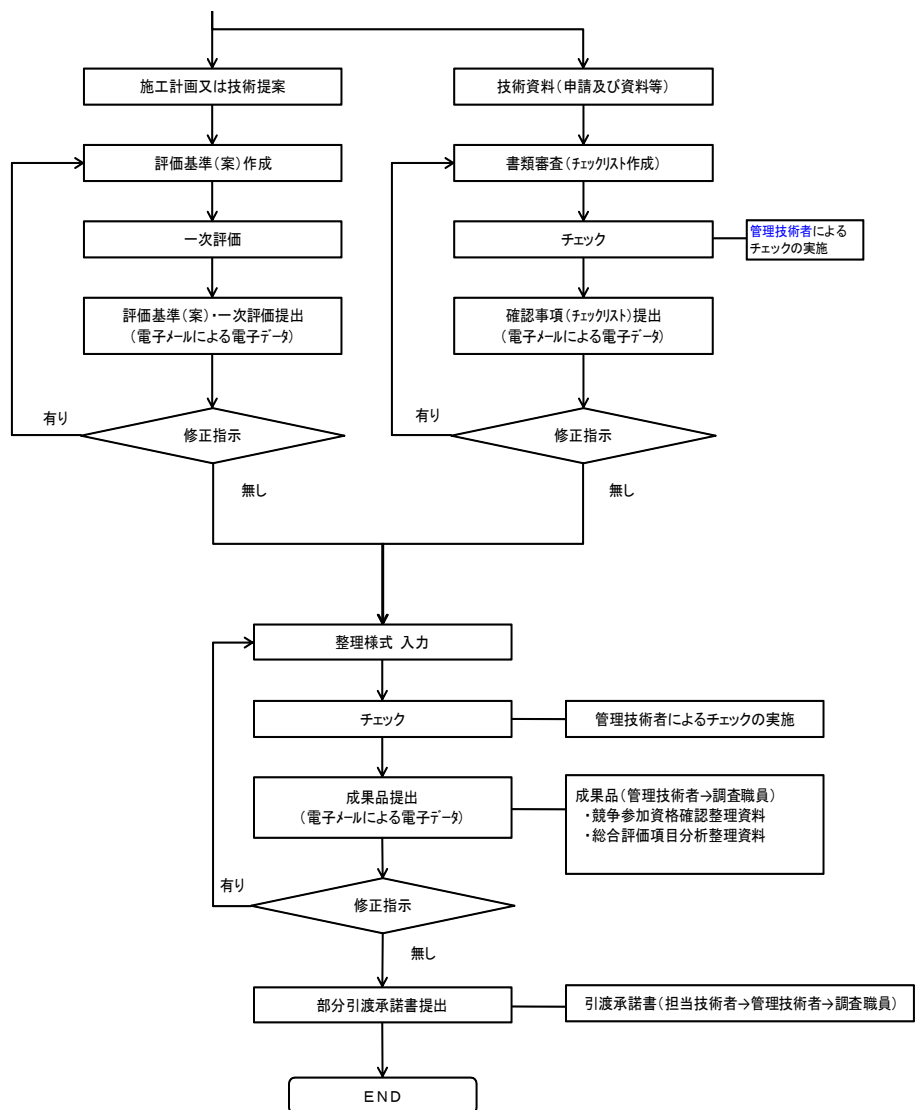 施工計画又は技術提案
技術資料(申請及び資料等)
評価基準(案)作成
書類審査(チェックリスト作成)
一次評価
チェック
管理技術者による
チェックの実施
評価基準(案)・一次評価提出
(電子メールによる電子データ)
確認事項(チェックリスト)提出
(電子メールによる電子データ)
有り
修正指示
有り
修正指示
無し
無し
整理様式 入力
チェック
管理技術者によるチェックの実施
成果品提出
(電子メールによる電子データ)
成果品(管理技術者→調査職員)
・競争参加資格確認整理資料
・総合評価項目分析整理資料
有り
修正指示
無し
部分引渡承諾書提出
引渡承諾書(担当技術者→管理技術者→調査職員)
END